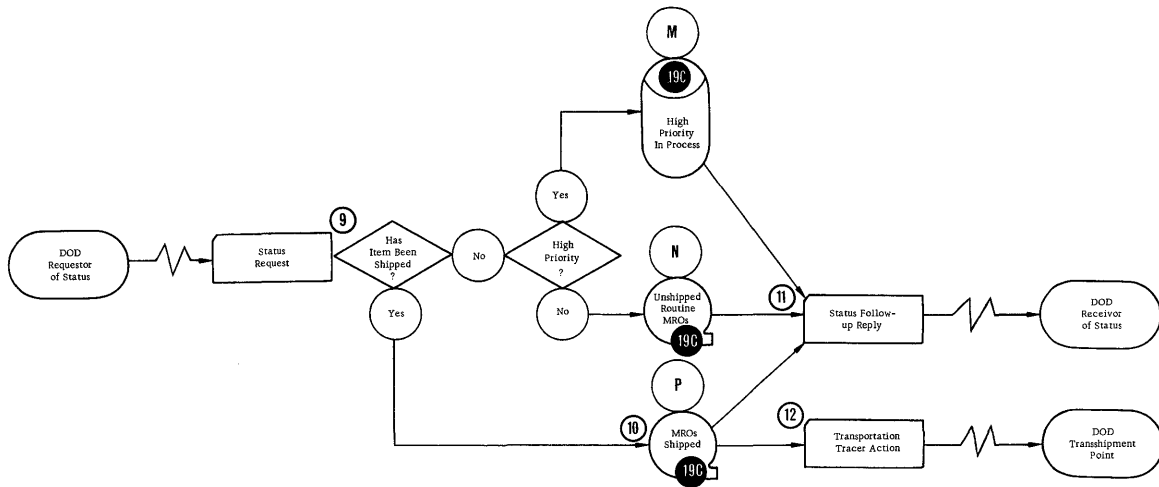 M
19C
High
Priority
In Process
Yes
9
DOD
Requestor
of Status
Status
Request
Has
Item Been
Shipped
?
No
High
Priority
?
N
Unshipped
Routine
MROs
19C
11
Status Follow-
up Reply
DOD
Receivor
of Status
Yes
No
P
10
MROs
Shipped
19C
12
Transportation
Tracer Action
DOD
Transshipment
Point